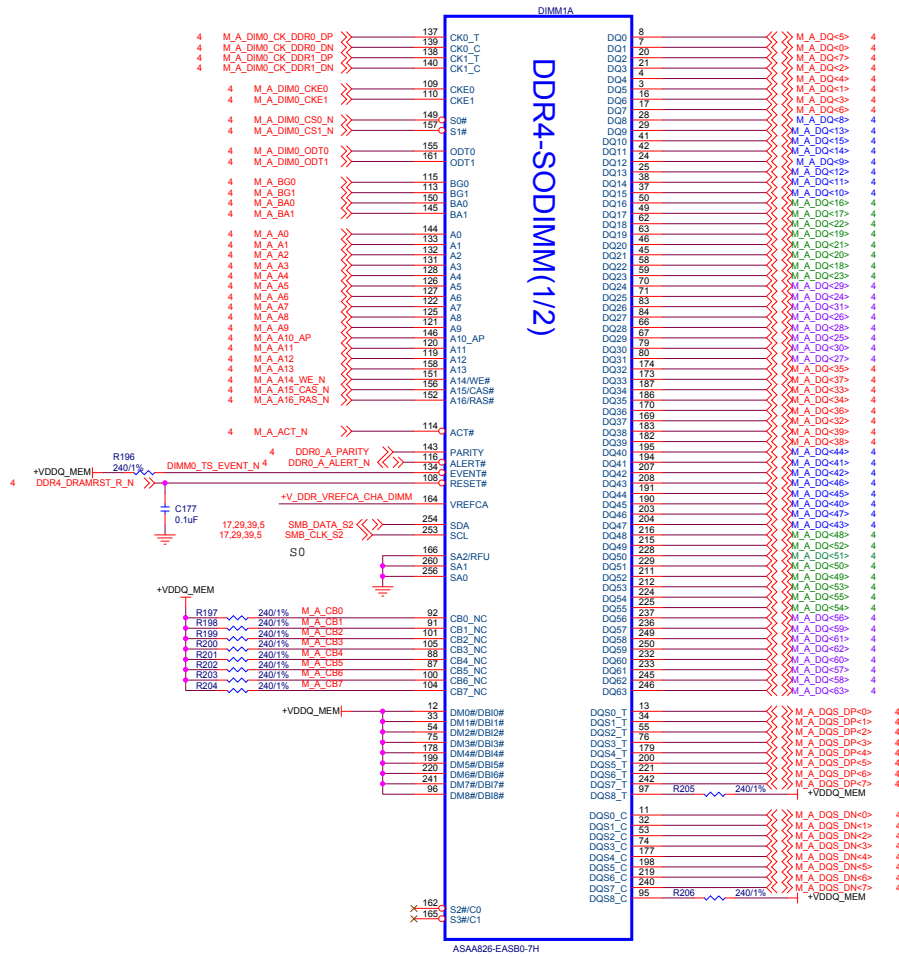 DIMM1A
DDR4-SODIMM(1/2)
4 M_A_DIM0_CK_DDR0_DP 137 CK0_T
4 M_A_DIM0_CK_DDR0_DN 139 CK0_C
4 M_A_DIM0_CK_DDR1_DP 138 CK1_T
4 M_A_DIM0_CK_DDR1_DN 140 CK1_C
4 M_A_DIM0_CKE0 109 CKE0
4 M_A_DIM0_CKE1 110 CKE1
4 M_A_DIM0_CS0_N 149 S0#
4 M_A_DIM0_CS1_N 157 S1#
4 M_A_DIM0_ODT0 155 ODT0
4 M_A_DIM0_ODT1 161 ODT1
4 M_A_BG0 115 BG0
4 M_A_BG1 113 BG1
4 M_A_BA0 150 BA0
4 M_A_BA1 145 BA1
4 M_A_A0 144 A0
4 M_A_A1 133 A1
4 M_A_A2 132 A2
4 M_A_A3 131 A3
4 M_A_A4 128 A4
4 M_A_A5 126 A5
4 M_A_A6 127 A6
4 M_A_A7 122 A7
4 M_A_A8 125 A8
4 M_A_A9 121 A9
4 M_A_A10_AP 146 A10_AP
4 M_A_A11 120 A11
4 M_A_A12 119 A12
4 M_A_A13 158 A13
4 M_A_A14_WE_N 151 A14/WE#
4 M_A_A15_CAS_N 156 A15/CAS#
4 M_A_A16_RAS_N 152 A16/RAS#
4 M_A_ACT_N 114 ACT#
4 DDR0_A_PARITY 143 PARITY
4 DDR0_A_ALERT_N 116 ALERT#
+VDDQ_MEM R196 240/1% DIMM0_TS_EVENT_N 134 EVENT#
4 DDR4_DRAMRST_R_N 108 RESET#
C177
0.1uF
+V_DDR_VREFCA_CHA_DIMM 164 VREFCA
17,29,39,5 SMB_DATA_S2 254 SDA
17,29,39,5 SMB_CLK_S2 253 SCL
S0
166 SA2/RFU
260 SA1
256 SA0
+VDDQ_MEM
R197 240/1% M_A_CB0 92 CB0_NC
R198 240/1% M_A_CB1 91 CB1_NC
R199 240/1% M_A_CB2 101 CB2_NC
R200 240/1% M_A_CB3 105 CB3_NC
R201 240/1% M_A_CB4 88 CB4_NC
R202 240/1% M_A_CB5 87 CB5_NC
R203 240/1% M_A_CB6 100 CB6_NC
R204 240/1% M_A_CB7 104 CB7_NC
+VDDQ_MEM 12 DM0#/DBI0#
33 DM1#/DBI1#
54 DM2#/DBI2#
75 DM3#/DBI3#
178 DM4#/DBI4#
199 DM5#/DBI5#
220 DM6#/DBI6#
241 DM7#/DBI7#
96 DM8#/DBI8#
162 S2#/C0
165 S3#/C1
DQ0 8 M_A_DQ<5> 4
DQ1 7 M_A_DQ<0> 4
DQ2 20 M_A_DQ<7> 4
DQ3 21 M_A_DQ<2> 4
DQ4 4 M_A_DQ<4> 4
DQ5 3 M_A_DQ<1> 4
DQ6 16 M_A_DQ<3> 4
DQ7 17 M_A_DQ<6> 4
DQ8 28 M_A_DQ<8> 4
DQ9 29 M_A_DQ<13> 4
DQ10 41 M_A_DQ<15> 4
DQ11 42 M_A_DQ<14> 4
DQ12 24 M_A_DQ<9> 4
DQ13 25 M_A_DQ<12> 4
DQ14 38 M_A_DQ<11> 4
DQ15 37 M_A_DQ<10> 4
DQ16 50 M_A_DQ<16> 4
DQ17 49 M_A_DQ<17> 4
DQ18 62 M_A_DQ<22> 4
DQ19 63 M_A_DQ<19> 4
DQ20 46 M_A_DQ<21> 4
DQ21 45 M_A_DQ<20> 4
DQ22 58 M_A_DQ<18> 4
DQ23 59 M_A_DQ<23> 4
DQ24 70 M_A_DQ<29> 4
DQ25 71 M_A_DQ<24> 4
DQ26 83 M_A_DQ<31> 4
DQ27 84 M_A_DQ<26> 4
DQ28 66 M_A_DQ<28> 4
DQ29 67 M_A_DQ<25> 4
DQ30 79 M_A_DQ<30> 4
DQ31 80 M_A_DQ<27> 4
DQ32 174 M_A_DQ<35> 4
DQ33 173 M_A_DQ<37> 4
DQ34 187 M_A_DQ<33> 4
DQ35 186 M_A_DQ<34> 4
DQ36 170 M_A_DQ<36> 4
DQ37 169 M_A_DQ<32> 4
DQ38 183 M_A_DQ<39> 4
DQ39 182 M_A_DQ<38> 4
DQ40 195 M_A_DQ<44> 4
DQ41 194 M_A_DQ<41> 4
DQ42 207 M_A_DQ<42> 4
DQ43 208 M_A_DQ<46> 4
DQ44 191 M_A_DQ<45> 4
DQ45 190 M_A_DQ<40> 4
DQ46 203 M_A_DQ<47> 4
DQ47 204 M_A_DQ<43> 4
DQ48 216 M_A_DQ<48> 4
DQ49 215 M_A_DQ<52> 4
DQ50 228 M_A_DQ<51> 4
DQ51 229 M_A_DQ<50> 4
DQ52 211 M_A_DQ<49> 4
DQ53 212 M_A_DQ<53> 4
DQ54 224 M_A_DQ<55> 4
DQ55 225 M_A_DQ<54> 4
DQ56 237 M_A_DQ<56> 4
DQ57 236 M_A_DQ<59> 4
DQ58 249 M_A_DQ<61> 4
DQ59 250 M_A_DQ<62> 4
DQ60 232 M_A_DQ<60> 4
DQ61 233 M_A_DQ<57> 4
DQ62 245 M_A_DQ<58> 4
DQ63 246 M_A_DQ<63> 4
DQS0_T 13 M_A_DQS_DP<0> 4
DQS1_T 34 M_A_DQS_DP<1> 4
DQS2_T 55 M_A_DQS_DP<2> 4
DQS3_T 76 M_A_DQS_DP<3> 4
DQS4_T 179 M_A_DQS_DP<4> 4
DQS5_T 200 M_A_DQS_DP<5> 4
DQS6_T 221 M_A_DQS_DP<6> 4
DQS7_T 242 M_A_DQS_DP<7> 4
DQS8_T 97 R205 240/1% +VDDQ_MEM
DQS0_C 11 M_A_DQS_DN<0> 4
DQS1_C 32 M_A_DQS_DN<1> 4
DQS2_C 53 M_A_DQS_DN<2> 4
DQS3_C 74 M_A_DQS_DN<3> 4
DQS4_C 177 M_A_DQS_DN<4> 4
DQS5_C 198 M_A_DQS_DN<5> 4
DQS6_C 219 M_A_DQS_DN<6> 4
DQS7_C 240 M_A_DQS_DN<7> 4
DQS8_C 95 R206 240/1% +VDDQ_MEM
ASAA826-EASB0-7H